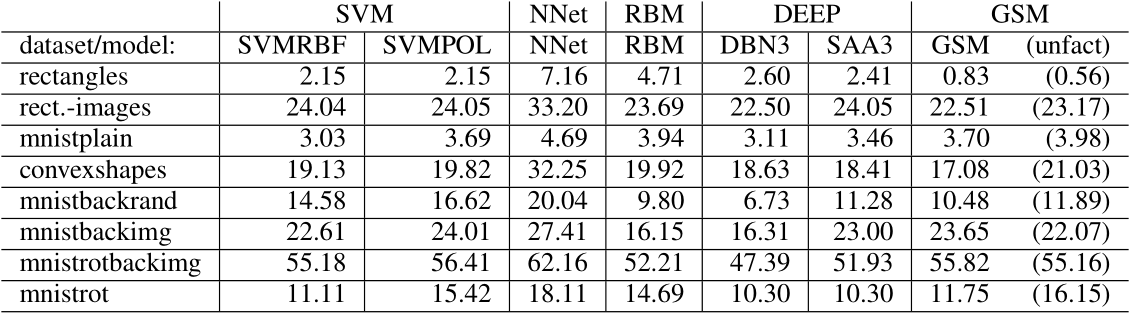 SVM NNet RBM DEEP GSM
dataset/model: SVMRBF SVMPOL NNet RBM DBN3 SAA3 GSM (unfact)
rectangles 2.15 2.15 7.16 4.71 2.60 2.41 0.83 (0.56)
rect.-images 24.04 24.05 33.20 23.69 22.50 24.05 22.51 (23.17)
mnistplain 3.03 3.69 4.69 3.94 3.11 3.46 3.70 (3.98)
convexshapes 19.13 19.82 32.25 19.92 18.63 18.41 17.08 (21.03)
mnistbackrand 14.58 16.62 20.04 9.80 6.73 11.28 10.48 (11.89)
mnistbackimg 22.61 24.01 27.41 16.15 16.31 23.00 23.65 (22.07)
mnistrotbackimg 55.18 56.41 62.16 52.21 47.39 51.93 55.82 (55.16)
mnistrot 11.11 15.42 18.11 14.69 10.30 10.30 11.75 (16.15)